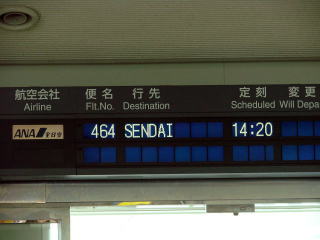 航空会社 便名 行先 定刻 変更
Airline Flt.No. Destination Scheduled Will Depa
ANA 全日空 464 SENDAI 14:20